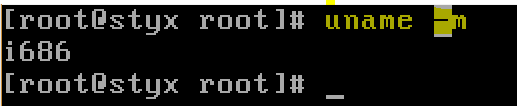 [root@styx root]# uname -m
i686
[root@styx root]# _